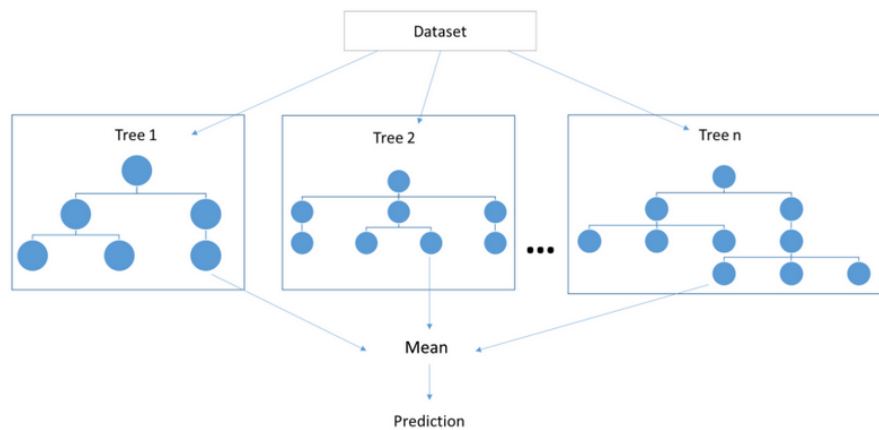 Dataset
Tree 1
Tree 2
Tree n
...
Mean
Prediction